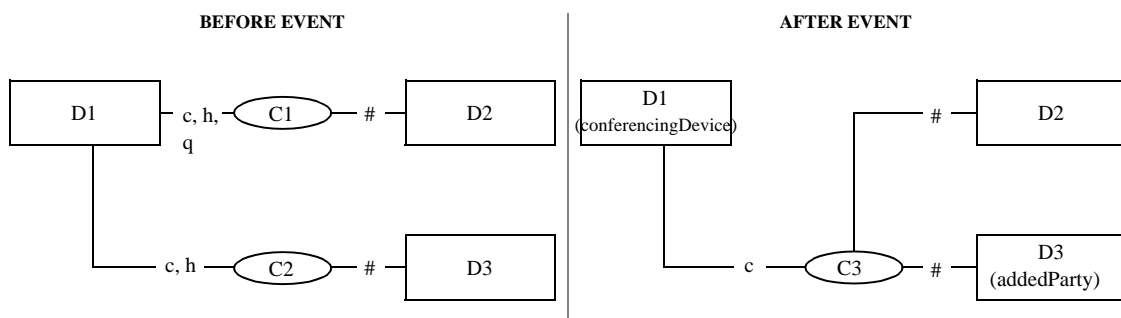 BEFORE EVENT
D1
c, h,
q
C1
#
D2
c, h
C2
#
D3
AFTER EVENT
D1
(conferencingDevice)
#
D2
c
C3
#
D3
(addedParty)